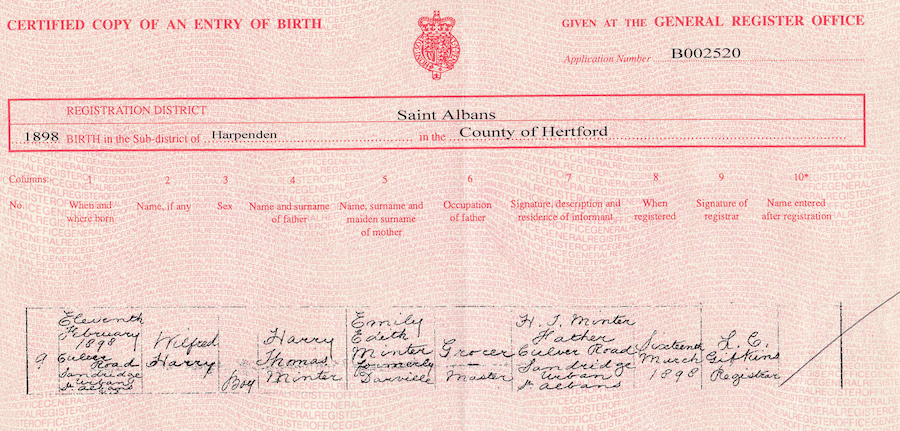 CERTIFIED COPY OF AN ENTRY OF BIRTH
GIVEN AT THE GENERAL REGISTER OFFICE
Application Number B002520
REGISTRATION DISTRICT Saint Albans
1898 BIRTH in the Sub-district of Harpenden in the County of Hertford
Columns:- 1 2 3 4 5 6 7 8 9 10*
No. When and where born
Name, if any
Sex
Name and surname of father
Name, surname and maiden surname of mother
Occupation of father
Signature, description and residence of informant
When registered
Signature of registrar
Name entered after registration
9
Eleventh
February
1898
Culver
Road
Sandridge
Urban
St Albans
Wilfred
Harry
Boy
Harry
Thomas
Minter
Emily
Edith
Minter
formerly
Darville
Grocer
Master
H. T. Minter
Father
Culver Road
Sandridge
Urban
St Albans
Sixteenth
March
1898
L. C.
Gifkins
Registrar